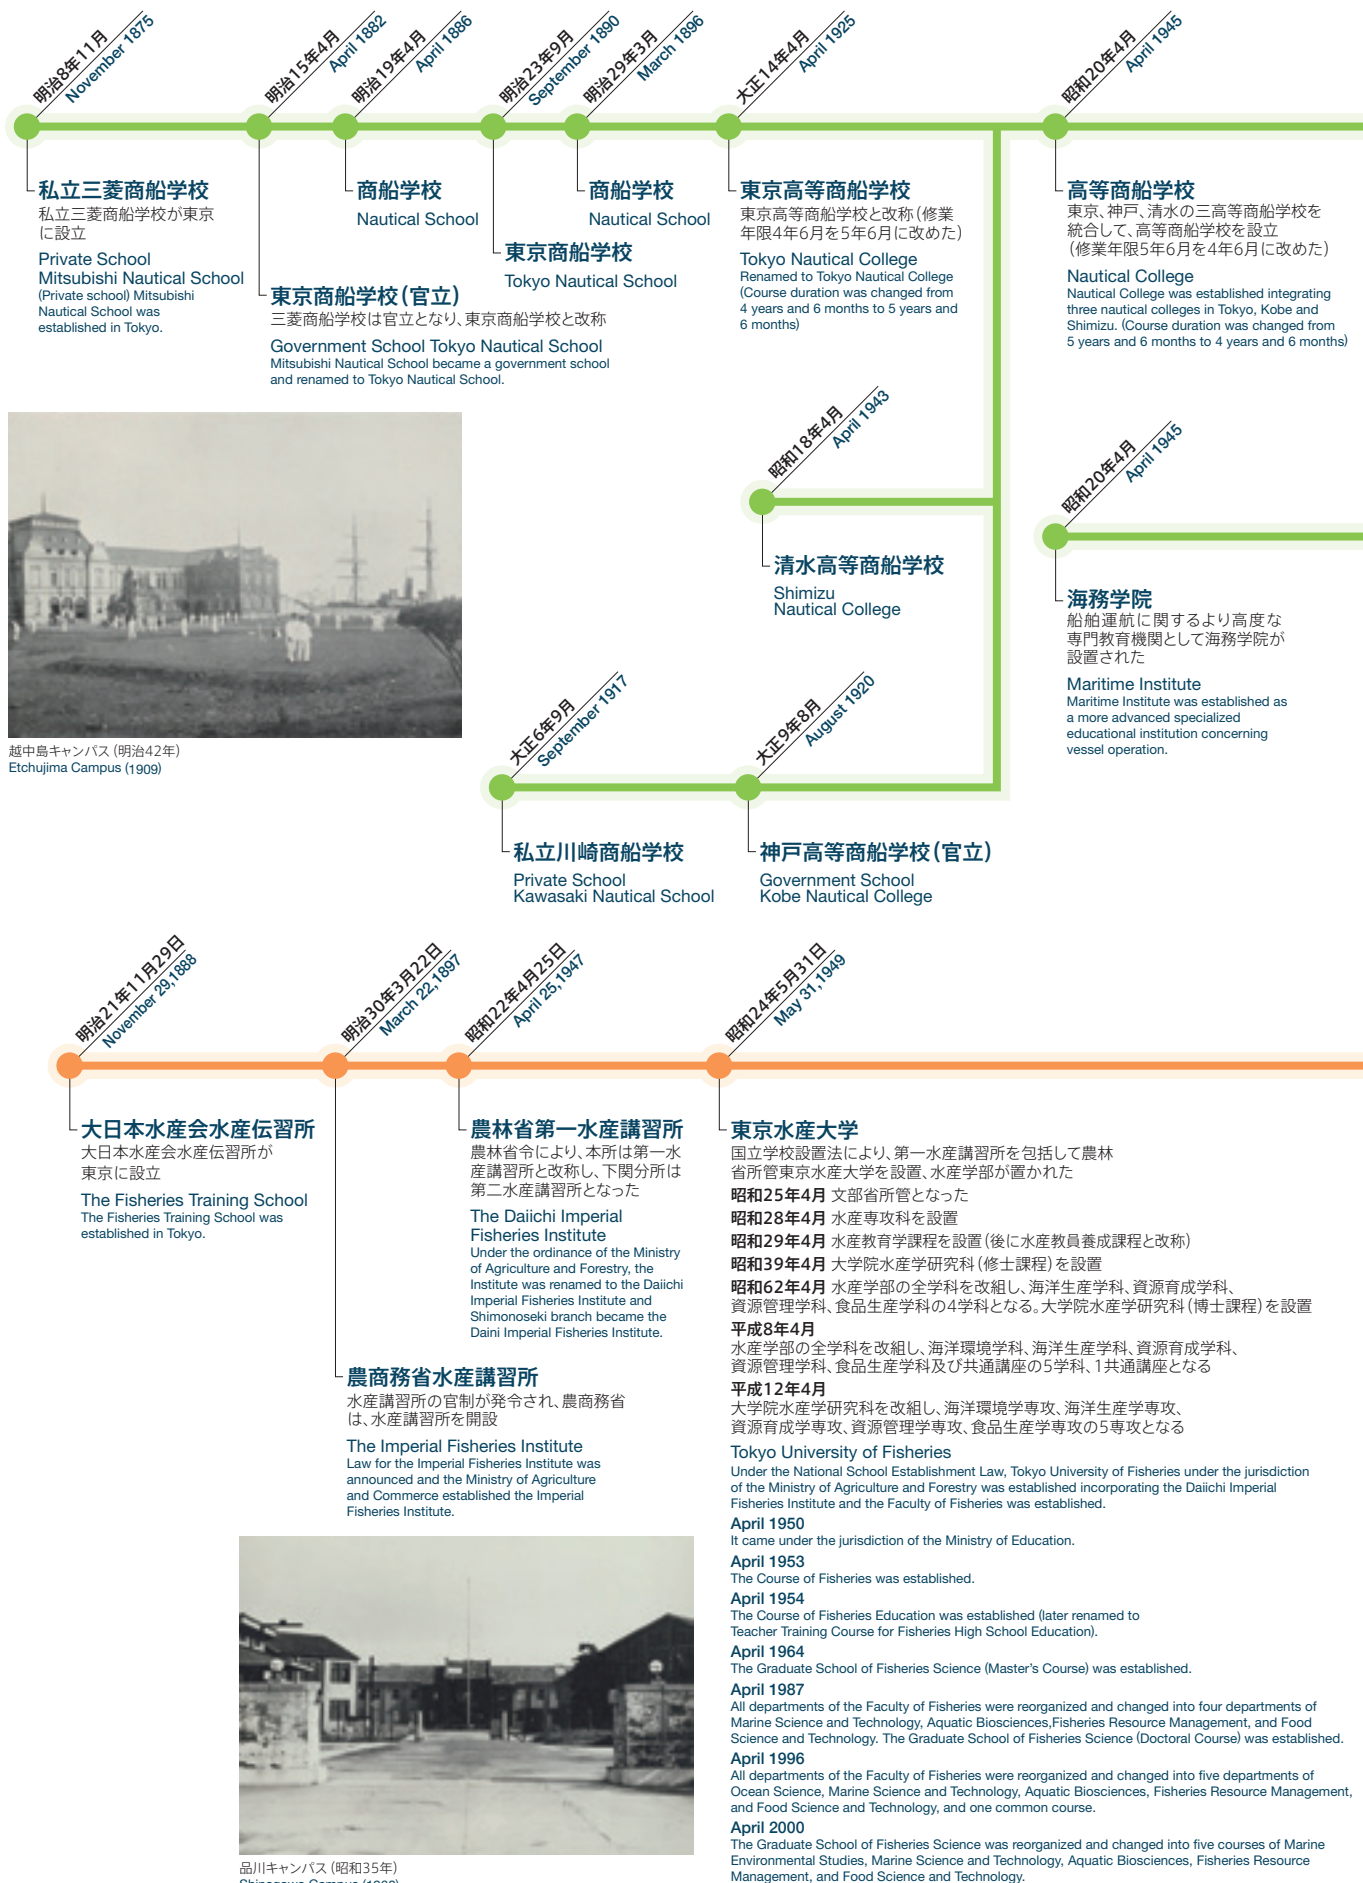 明治8年11月
November 1875
明治15年4月
April 1882
明治19年4月
April 1886
明治23年9月
September 1890
明治29年3月
March 1896
大正14年4月
April 1925
昭和20年4月
April 1945
私立三菱商船学校
私立三菱商船学校が東京
に設立
Private School
Mitsubishi Nautical School
(Private school) Mitsubishi
Nautical School was
established in Tokyo.
東京商船学校(官立)
三菱商船学校は官立となり、東京商船学校と改称
Government School Tokyo Nautical School
Mitsubishi Nautical School became a government school
and renamed to Tokyo Nautical School.
商船学校
Nautical School
東京商船学校
Tokyo Nautical School
商船学校
Nautical School
東京高等商船学校
東京高等商船学校と改称(修業
年限4年6月を5年6月に改めた)
Tokyo Nautical College
Renamed to Tokyo Nautical College
(Course duration was changed from
4 years and 6 months to 5 years and
6 months)
高等商船学校
東京、神戸、清水の三高等商船学校を
統合して、高等商船学校を設立
(修業年限5年6月を4年6月に改めた)
Nautical College
Nautical College was established integrating
three nautical colleges in Tokyo, Kobe and
Shimizu. (Course duration was changed from
5 years and 6 months to 4 years and 6 months)
昭和18年4月
April 1943
清水高等商船学校
Shimizu
Nautical College
昭和20年4月
April 1945
海務学院
船舶運航に関するより高度な
専門教育機関として海務学院が
設置された
Maritime Institute
Maritime Institute was established as
a more advanced specialized
educational institution concerning
vessel operation.
越中島キャンパス(明治42年)
Etchujima Campus (1909)
大正6年9月
September 1917
私立川崎商船学校
Private School
Kawasaki Nautical School
大正9年8月
August 1920
神戸高等商船学校(官立)
Government School
Kobe Nautical College
明治21年11月29日
November 29,1888
明治30年3月22日
March 22,1897
昭和22年4月25日
April 25,1947
昭和24年5月31日
May 31,1949
大日本水産会水産伝習所
大日本水産会水産伝習所が
東京に設立
The Fisheries Training School
The Fisheries Training School was
established in Tokyo.
農林省第一水産講習所
農林省令により、本所は第一水
産講習所と改称し、下関分所は
第二水産講習所となった
The Daiichi Imperial
Fisheries Institute
Under the ordinance of the Ministry
of Agriculture and Forestry, the
Institute was renamed to the Daiichi
Imperial Fisheries Institute and
Shimonoseki branch became the
Daini Imperial Fisheries Institute.
農商務省水産講習所
水産講習所の官制が発令され、農商務省
は、水産講習所を開設
The Imperial Fisheries Institute
Law for the Imperial Fisheries Institute was
announced and the Ministry of Agriculture
and Commerce established the Imperial
Fisheries Institute.
東京水産大学
国立学校設置法により、第一水産講習所を包括して農林
省所管東京水産大学を設置、水産学部が置かれた
昭和25年4月 文部省所管となった
昭和28年4月 水産専攻科を設置
昭和29年4月 水産教育学課程を設置(後に水産教員養成課程と改称)
昭和39年4月 大学院水産学研究科(修士課程)を設置
昭和62年4月 水産学部の全学科を改組し、海洋生産学科、資源育成学科、
資源管理学科、食品生産学科の4学科となる。大学院水産学研究科(博士課程)を設置
平成8年4月
水産学部の全学科を改組し、海洋環境学科、海洋生産学科、資源育成学科、
資源管理学科、食品生産学科及び共通講座の5学科、1共通講座となる
平成12年4月
大学院水産学研究科を改組し、海洋環境学専攻、海洋生産学専攻、
資源育成学専攻、資源管理学専攻、食品生産学専攻の5専攻となる
Tokyo University of Fisheries
Under the National School Establishment Law, Tokyo University of Fisheries under the jurisdiction
of the Ministry of Agriculture and Forestry was established incorporating the Daiichi Imperial
Fisheries Institute and the Faculty of Fisheries was established.
April 1950
It came under the jurisdiction of the Ministry of Education.
April 1953
The Course of Fisheries was established.
April 1954
The Course of Fisheries Education was established (later renamed to
Teacher Training Course for Fisheries High School Education).
April 1964
The Graduate School of Fisheries Science (Master's Course) was established.
April 1987
All departments of the Faculty of Fisheries were reorganized and changed into four departments of
Marine Science and Technology, Aquatic Biosciences,Fisheries Resource Management, and Food
Science and Technology. The Graduate School of Fisheries Science (Doctoral Course) was established.
April 1996
All departments of the Faculty of Fisheries were reorganized and changed into five departments of
Ocean Science, Marine Science and Technology, Aquatic Biosciences, Fisheries Resource Management,
and Food Science and Technology, and one common course.
April 2000
The Graduate School of Fisheries Science was reorganized and changed into five courses of Marine
Environmental Studies, Marine Science and Technology, Aquatic Biosciences, Fisheries Resource
Management, and Food Science and Technology.
品川キャンパス(昭和35年)